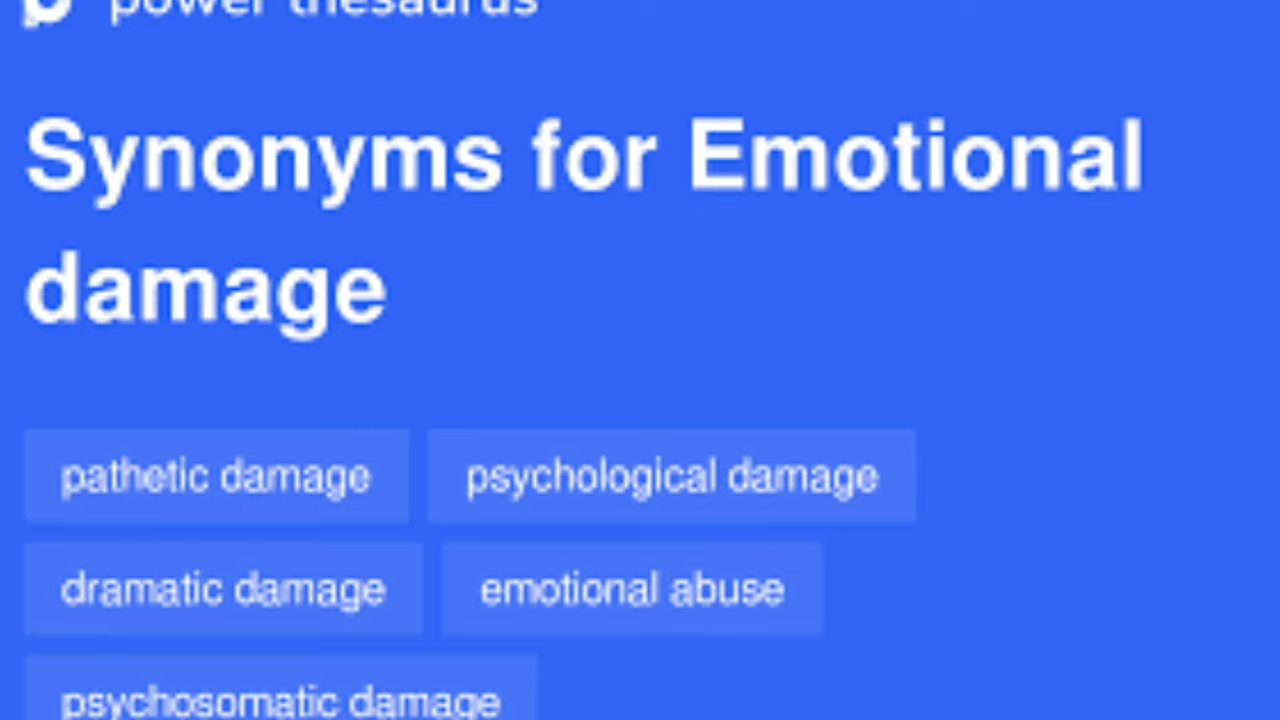 power thesaurus
Synonyms for Emotional
damage
pathetic damage psychological damage
dramatic damage emotional abuse
psychosomatic damage